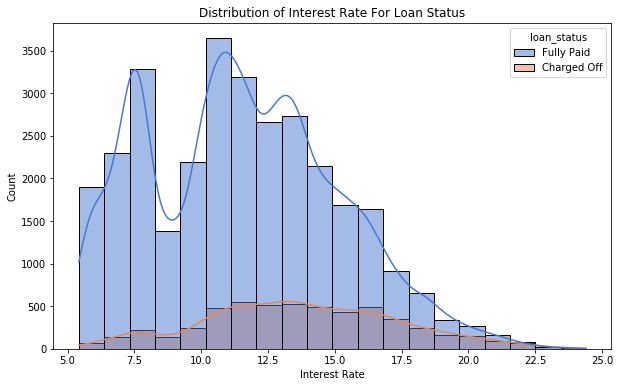 Distribution of Interest Rate For Loan Status
loan_status
Fully Paid
Charged Off
3500
3000
2500
2000
1500
1000
500
0
Count
5.0 7.5 10.0 12.5 15.0 17.5 20.0 22.5 25.0
Interest Rate